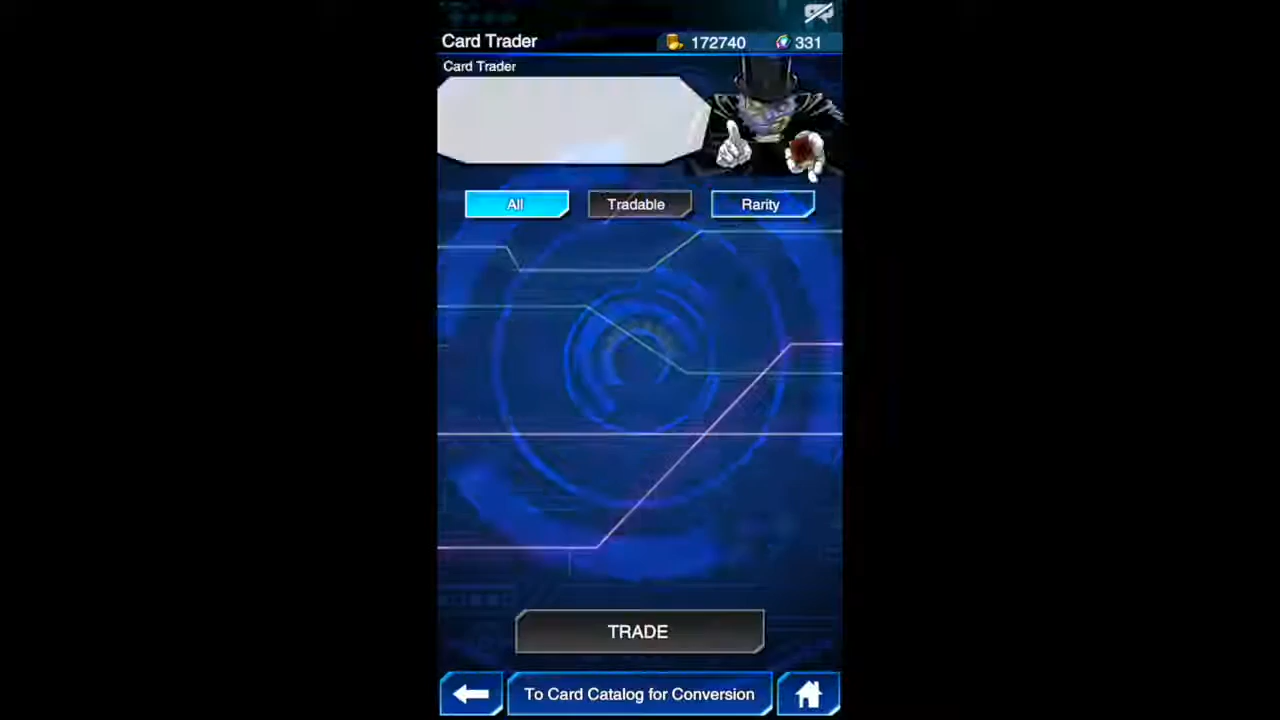 Card Trader
172740
331
Card Trader
All
Tradable
Rarity
TRADE
To Card Catalog for Conversion